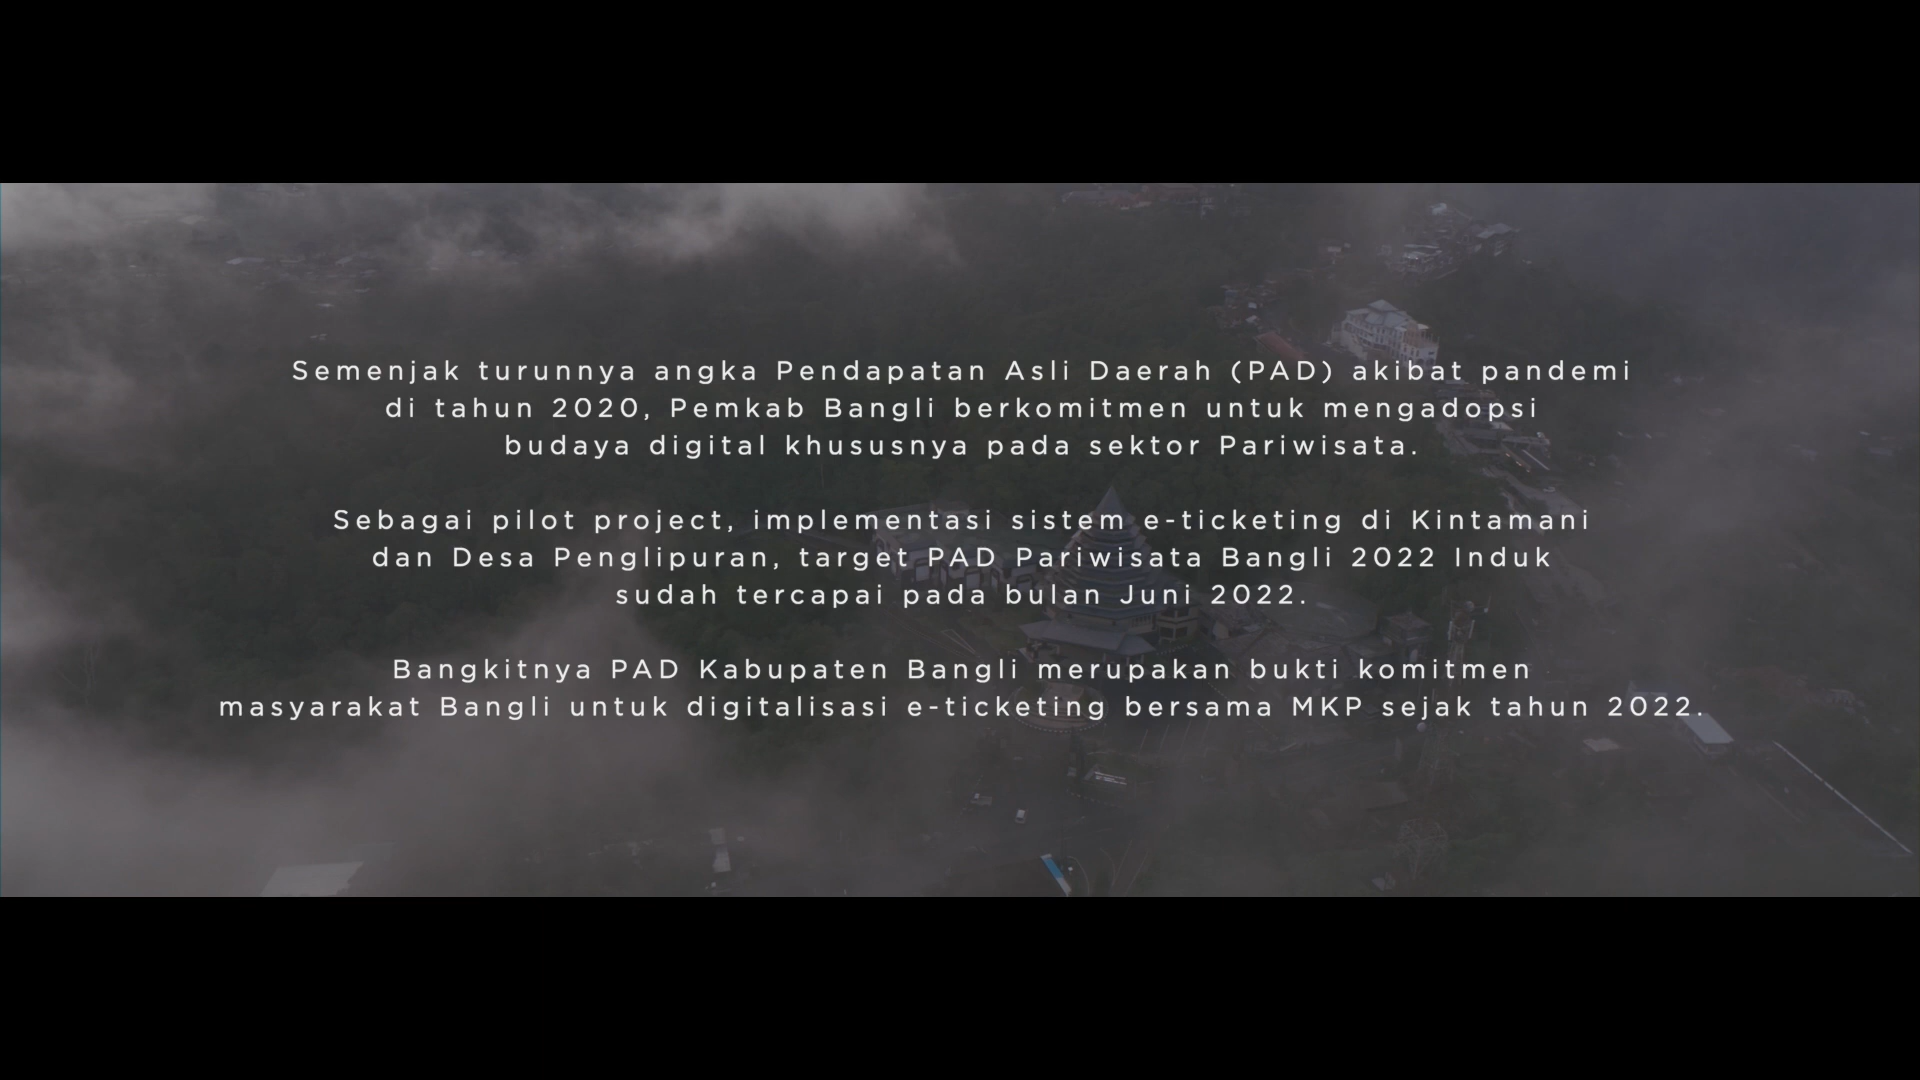 Semenjak turunnya angka Pendapatan Asli Daerah (PAD) akibat pandemi
di tahun 2020, Pemkab Bangli berkomitmen untuk mengadopsi
budaya digital khususnya pada sektor Pariwisata.
Sebagai pilot project, implementasi sistem e-ticketing di Kintamani
dan Desa Penglipuran, target PAD Pariwisata Bangli 2022 Induk
sudah tercapai pada bulan Juni 2022.
Bangkitnya PAD Kabupaten Bangli merupakan bukti komitmen
masyarakat Bangli untuk digitalisasi e-ticketing bersama MKP sejak tahun 2022.